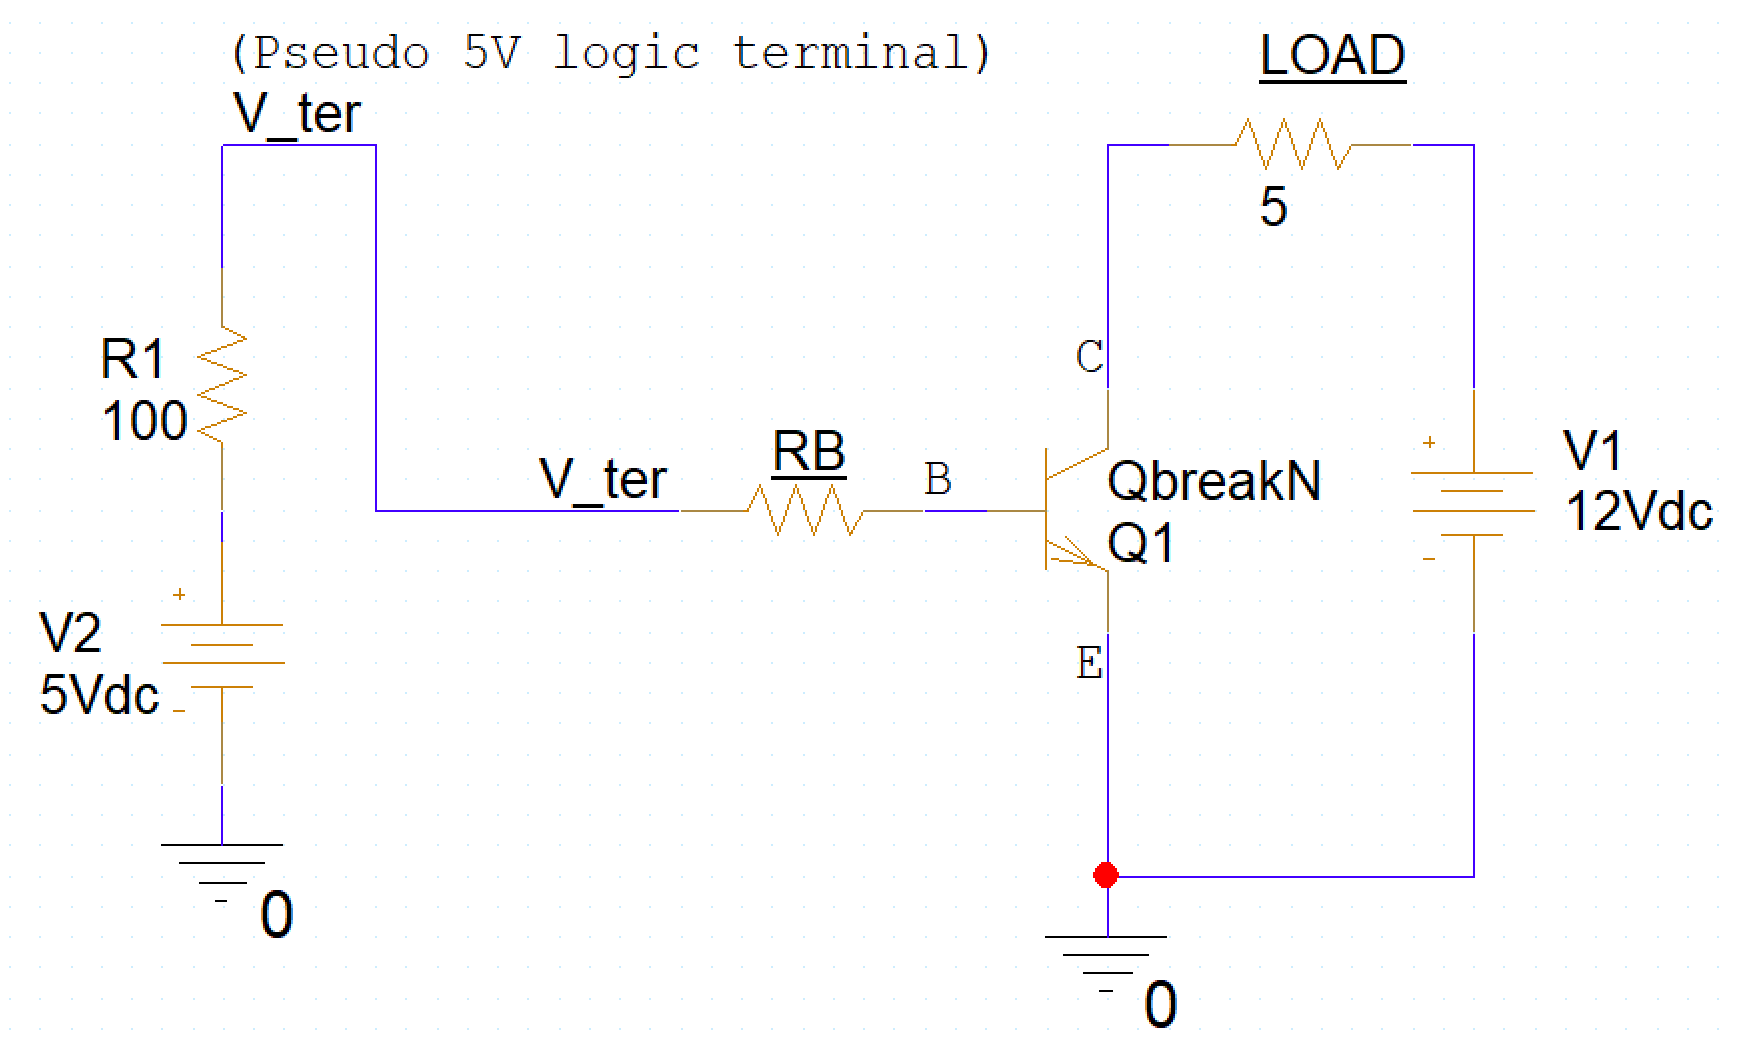 (Pseudo 5V logic terminal)
LOAD
V_ter
5
R1
100
C
RB
V_ter
B
QbreakN
Q1
V1
12Vdc
+
-
+
V2
5Vdc
-
E
0
0